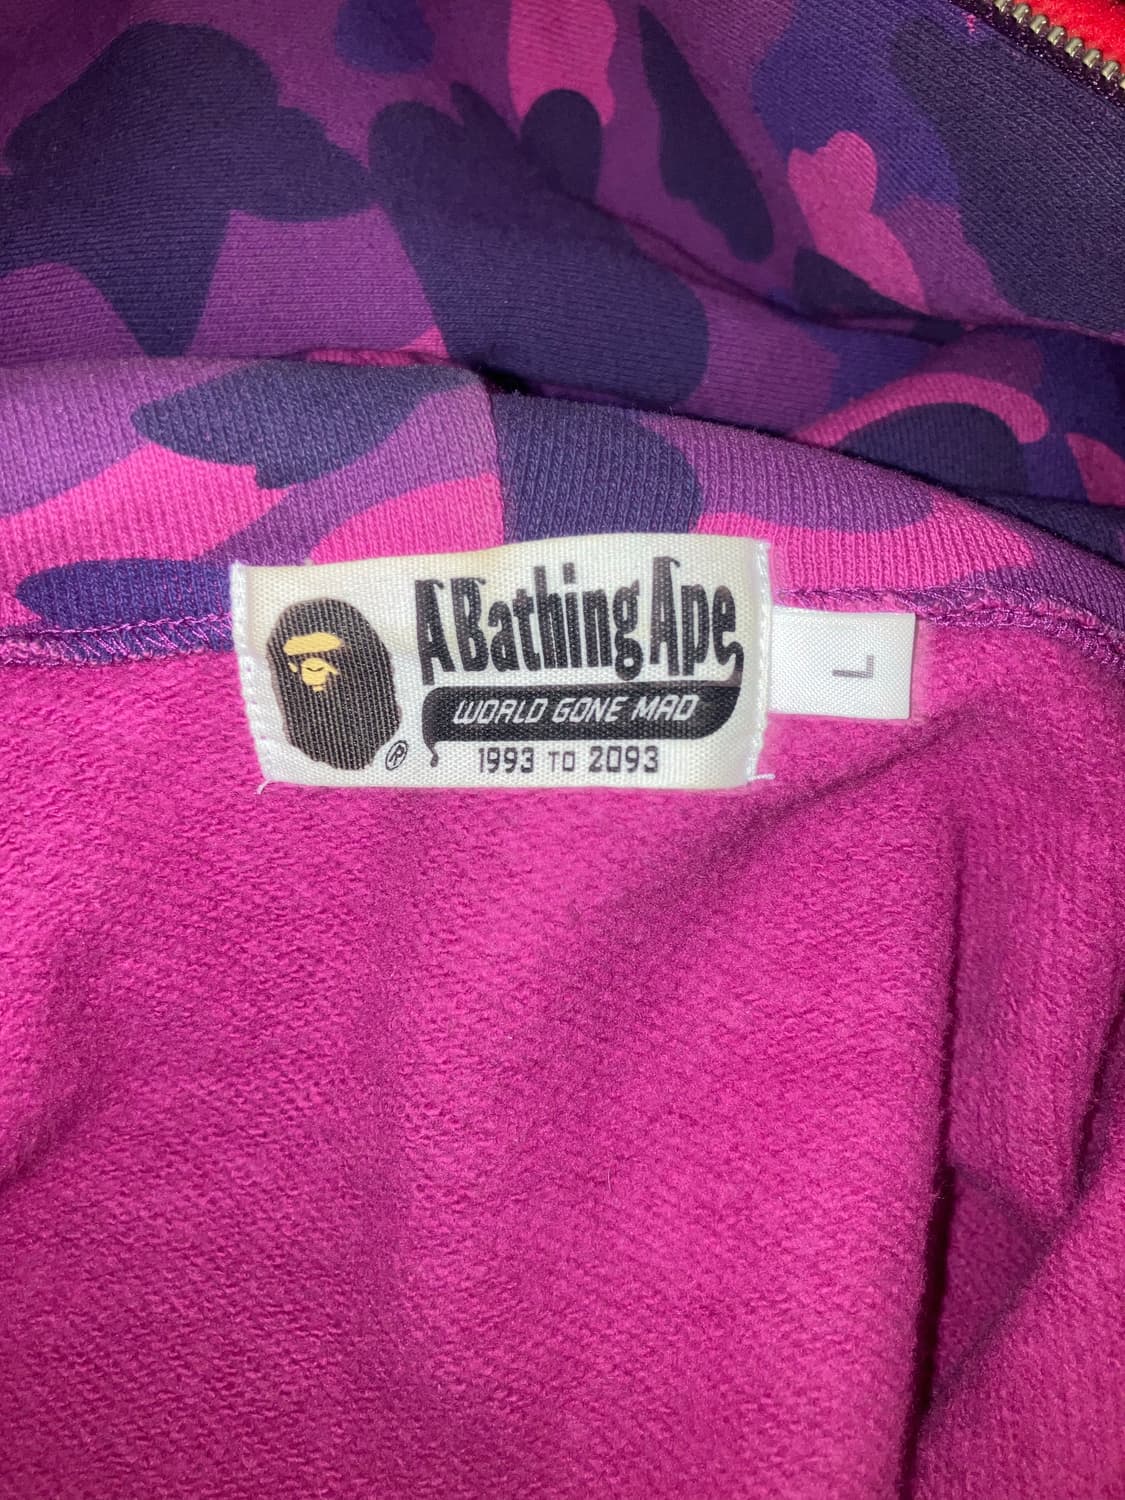 A Bathing Ape
WORLD GONE MAD
®
1993 TO 2093
L